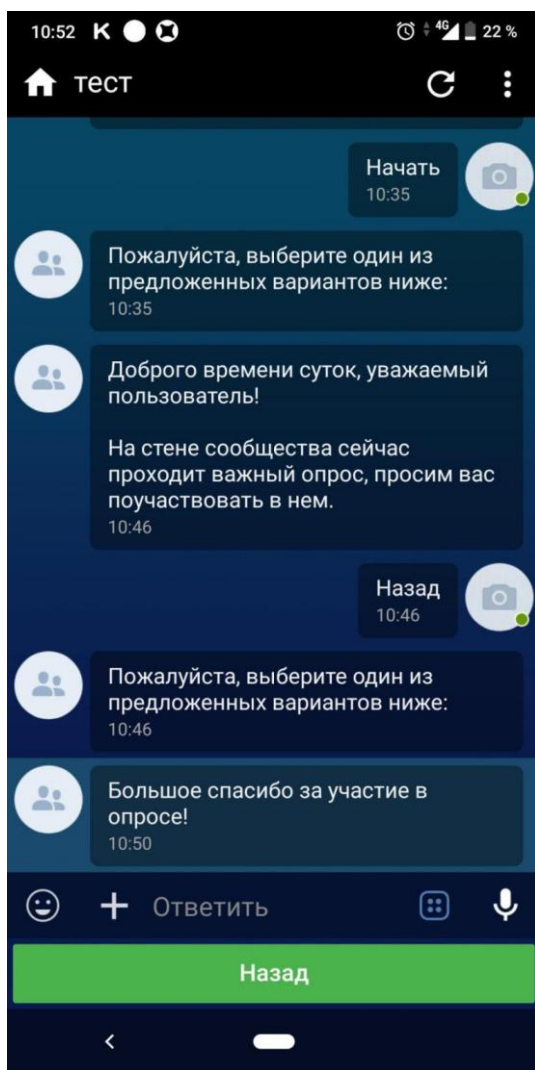 10:52 K 4G 22 %
тест
Начать
10:35
Пожалуйста, выберите один из
предложенных вариантов ниже:
10:35
Доброго времени суток, уважаемый
пользователь!
На стене сообщества сейчас
проходит важный опрос, просим вас
поучаствовать в нем.
10:46
Назад
10:46
Пожалуйста, выберите один из
предложенных вариантов ниже:
10:46
Большое спасибо за участие в
опросе!
10:50
Ответить
Назад